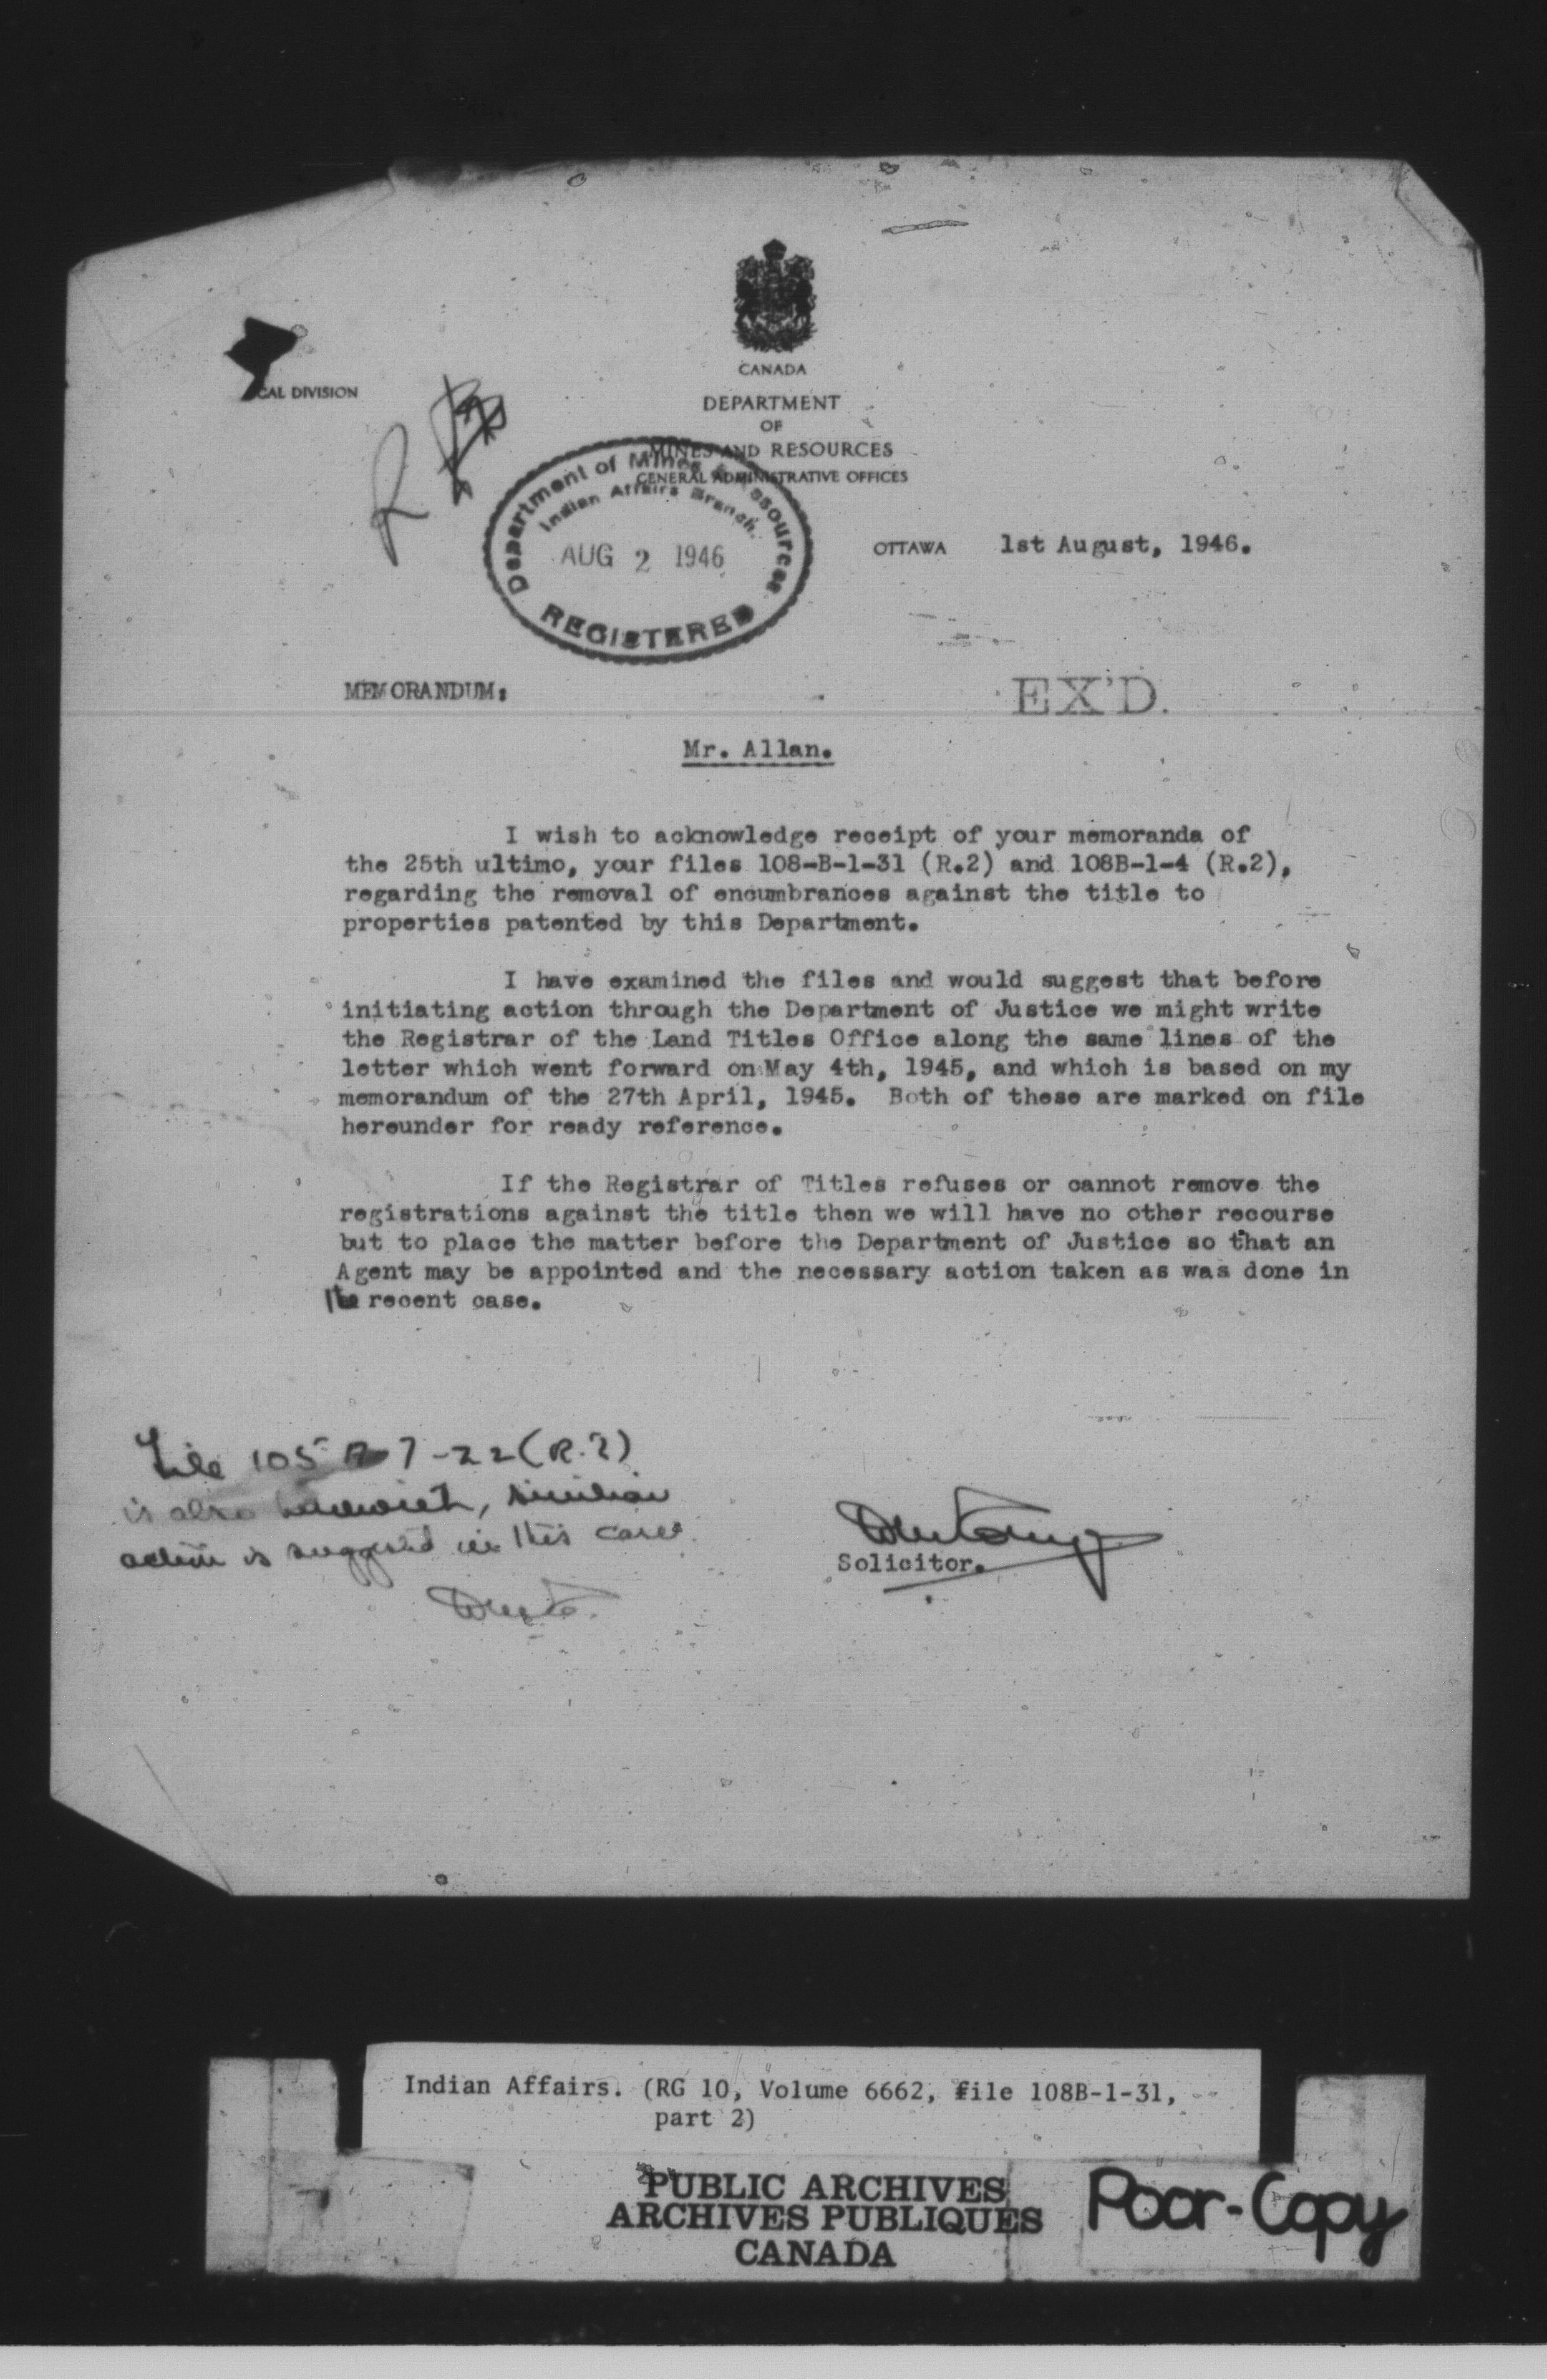 CANADA
CAL DIVISION
DEPARTMENT
OF
MINES AND RESOURCES
GENERAL ADMINISTRATIVE OFFICES
Department of Mines & Resources
Indian Affairs Branch.
AUG 2 1946
REGISTERED
OTTAWA 1st August, 1946.
MEMORANDUM:
EX'D.
Mr. Allan.
I wish to acknowledge receipt of your memoranda of
the 25th ultimo, your files 108-B-1-31 (R.2) and 108B-1-4 (R.2),
regarding the removal of encumbrances against the title to
properties patented by this Department.
I have examined the files and would suggest that before
initiating action through the Department of Justice we might write
the Registrar of the Land Titles Office along the same lines of the
letter which went forward on May 4th, 1945, and which is based on my
memorandum of the 27th April, 1945. Both of these are marked on file
hereunder for ready reference.
If the Registrar of Titles refuses or cannot remove the
registrations against the title then we will have no other recourse
but to place the matter before the Department of Justice so that an
Agent may be appointed and the necessary action taken as was done in
recent case.
File 105 7-22 (R.2)
is also herewith, similar
action is suggested in this case.
Solicitor.
Indian Affairs. (RG 10, Volume 6662, file 108B-1-31,
part 2)
PUBLIC ARCHIVES
ARCHIVES PUBLIQUES
CANADA
Poor-Copy